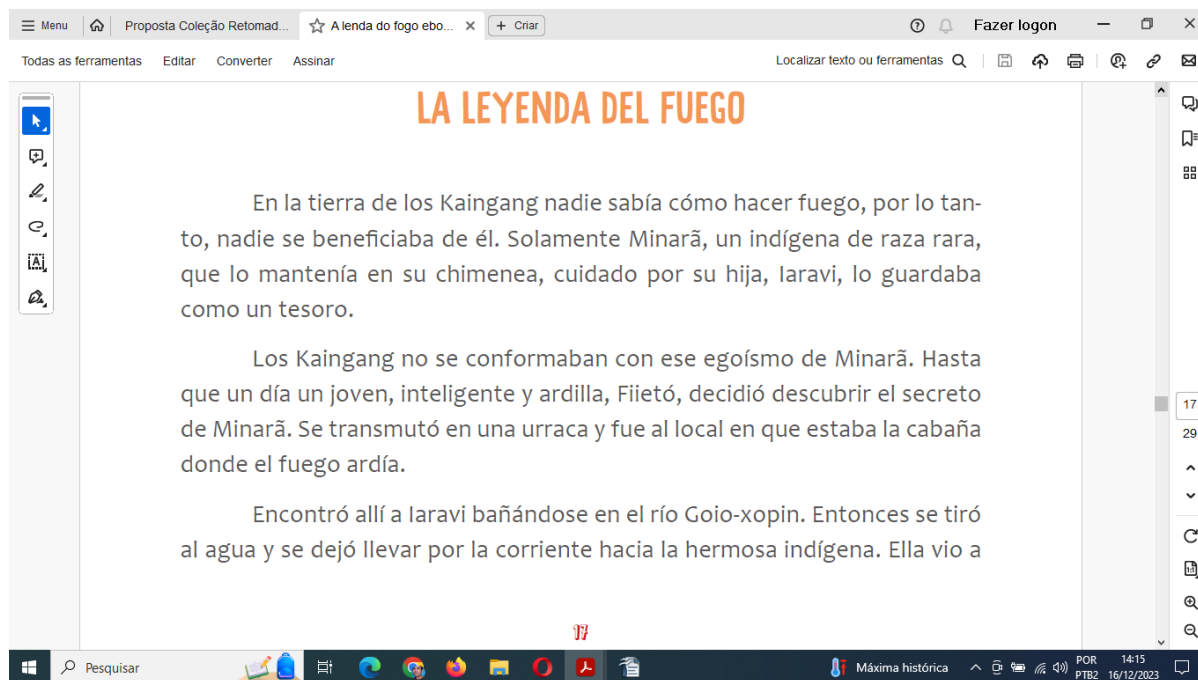 Menu
Proposta Coleção Retomad...
A lenda do fogo ebo...
+ Criar
Fazer logon
Todas as ferramentas
Editar
Converter
Assinar
Localizar texto ou ferramentas
LA LEYENDA DEL FUEGO
En la tierra de los Kaingang nadie sabía cómo hacer fuego, por lo tan-
to, nadie se beneficiaba de él. Solamente Minarã, un indígena de raza rara,
que lo mantenía en su chimenea, cuidado por su hija, Iaravi, lo guardaba
como un tesoro.
Los Kaingang no se conformaban con ese egoísmo de Minarã. Hasta
que un día un joven, inteligente y ardilla, Fiietó, decidió descubrir el secreto
de Minarã. Se transmutó en una urraca y fue al local en que estaba la cabaña
donde el fuego ardía.
Encontró allí a Iaravi bañándose en el río Goio-xopin. Entonces se tiró
al agua y se dejó llevar por la corriente hacia la hermosa indígena. Ella vio a
17
17
29
Pesquisar
Máxima histórica
POR
PTB2
14:15
16/12/2023